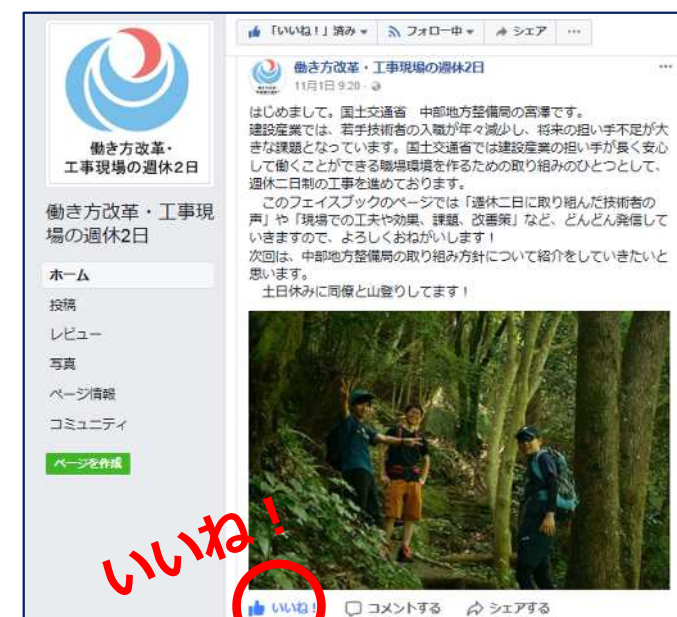 働き方改革・
工事現場の週休2日
働き方改革・工事現
場の週休2日
ホーム
投稿
レビュー
写真
ページ情報
コミュニティ
ページを作成
「いいね！」済み
フォロー中
シェア
働き方改革・工事現場の週休2日
11月1日 9:20
はじめまして。国土交通省　中部地方整備局の宮澤です。
建設産業では、若手技術者の入職が年々減少し、将来の担い手不足が大
きな課題となっています。国土交通省では建設産業の担い手が長く安心
して働くことができる職場環境を作るための取り組みのひとつとして、
週休二日制の工事を進めております。
　このフェイスブックのページでは「週休二日に取り組んだ技術者の
声」や「現場での工夫や効果、課題、改善策」など、どんどん発信して
いきますので、よろしくおねがいします！
次回は、中部地方整備局の取り組み方針について紹介をしていきたいと
思います。
　土日休みに同僚と山登りしてます！
いいね！
いいね！
コメントする
シェアする